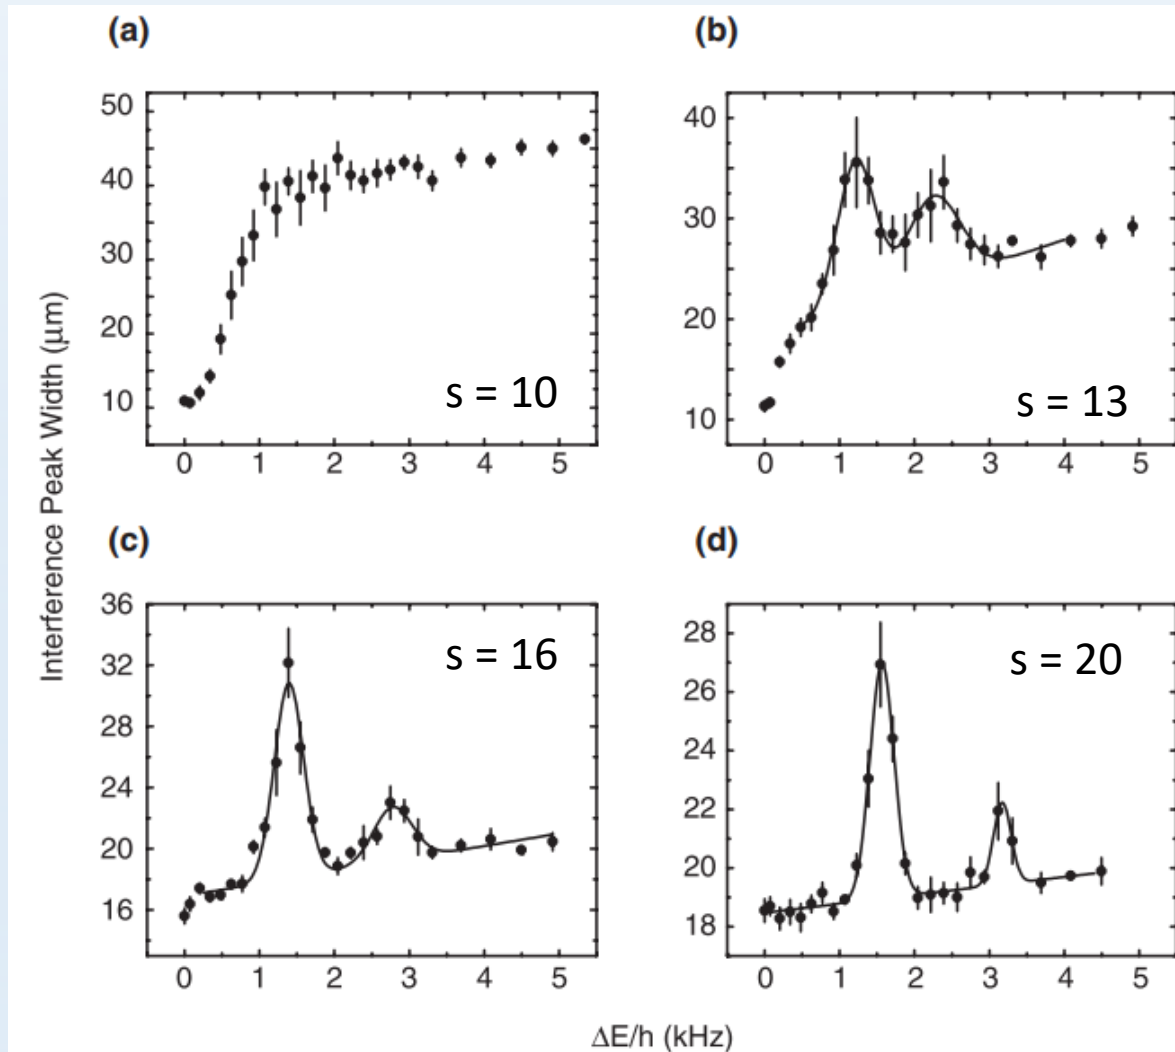 (a)
(b)
50
40
30
20
10
0 1 2 3 4 5
s = 10
40
30
20
10
0 1 2 3 4 5
s = 13
Interference Peak Width (μm)
(c)
(d)
36
32
28
24
20
16
0 1 2 3 4 5
s = 16
28
26
24
22
20
18
0 1 2 3 4 5
s = 20
ΔE/h (kHz)